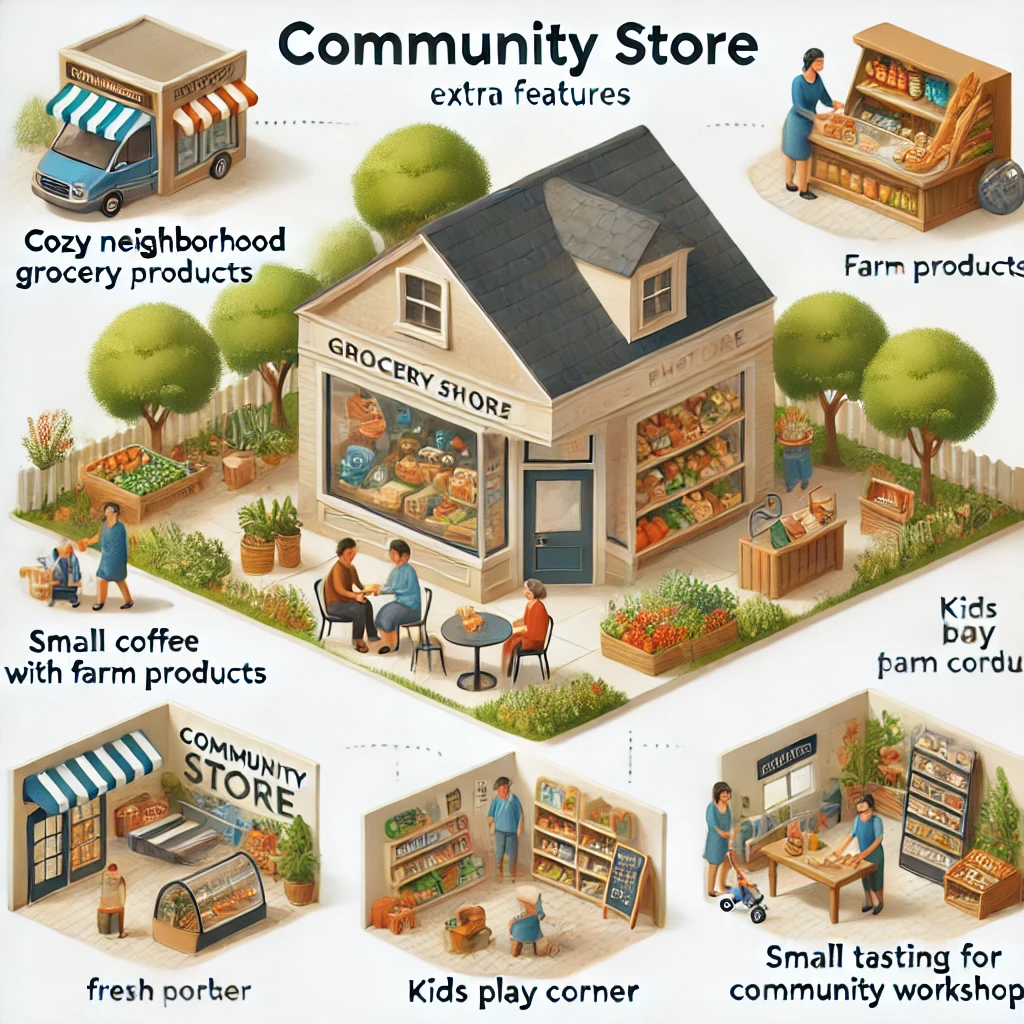 Community Store
extra features
Cozy neighborhood
grocery products
Farm products
GROCERY SHORE
Small coffee
with farm products
Kids
bay
pam cordu
COMMUNITY
STORE
fresh porber
Kids play corner
Small tasting for
community workshop